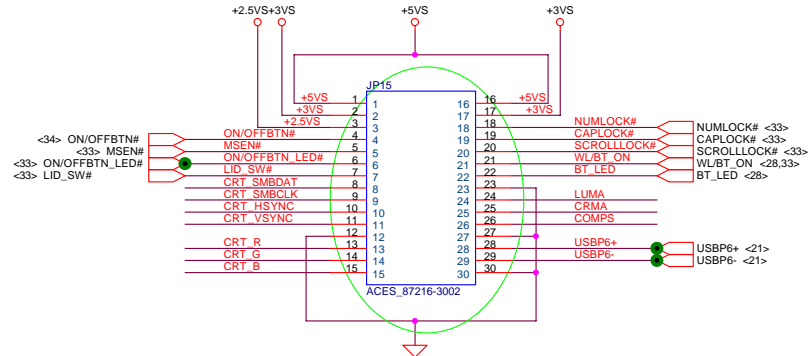 +2.5VS +3VS +5VS +3VS
JP15
+5VS 1 1 16 16 +5VS
+3VS 2 2 17 17 +3VS
+2.5VS 3 3 18 18 NUMLOCK# NUMLOCK# <33>
<34> ON/OFFBTN# ON/OFFBTN# 4 4 19 19 CAPLOCK# CAPLOCK# <33>
<33> MSEN# MSEN# 5 5 20 20 SCROLLLOCK# SCROLLLOCK# <33>
<33> ON/OFFBTN_LED# ON/OFFBTN_LED# 6 6 21 21 WL/BT_ON WL/BT_ON <28,33>
<33> LID_SW# LID_SW# 7 7 22 22 BT_LED BT_LED <28>
CRT_SMBDAT 8 8 23 23
CRT_SMBCLK 9 9 24 24 LUMA
CRT_HSYNC 10 10 25 25 CRMA
CRT_VSYNC 11 11 26 26 COMPS
12 12 27 27
CRT_R 13 13 28 28 USBP6+ USBP6+ <21>
CRT_G 14 14 29 29 USBP6- USBP6- <21>
CRT_B 15 15 30 30
ACES_87216-3002